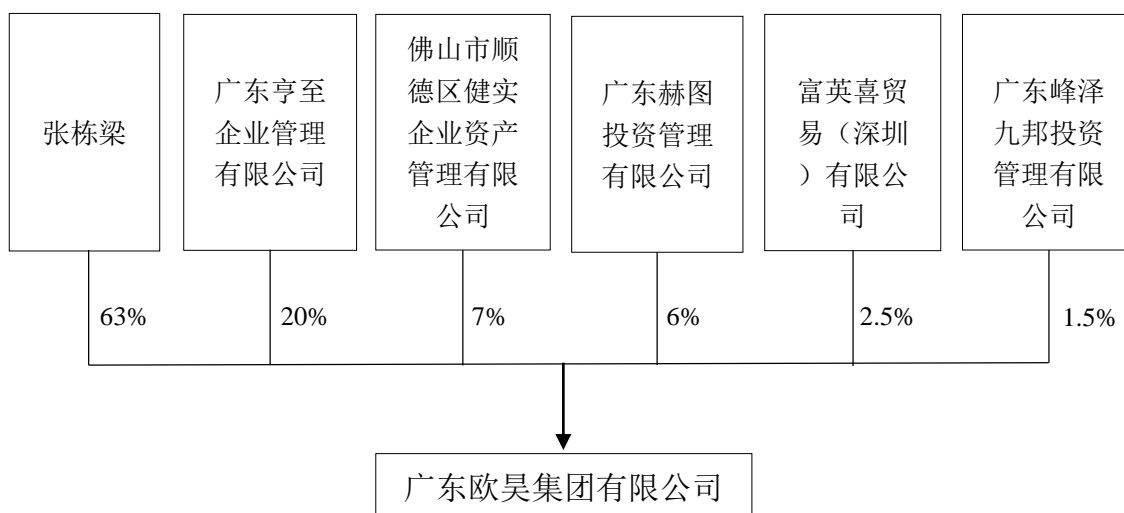 张栋梁
广东亨至
企业管理
有限公司
佛山市顺
德区健实
企业资产
管理有限
公司
广东赫图
投资管理
有限公司
富英喜贸
易（深圳
）有限公
司
广东峰泽
九邦投资
管理有限
公司
63%
20%
7%
6%
2.5%
1.5%
广东欧昊集团有限公司